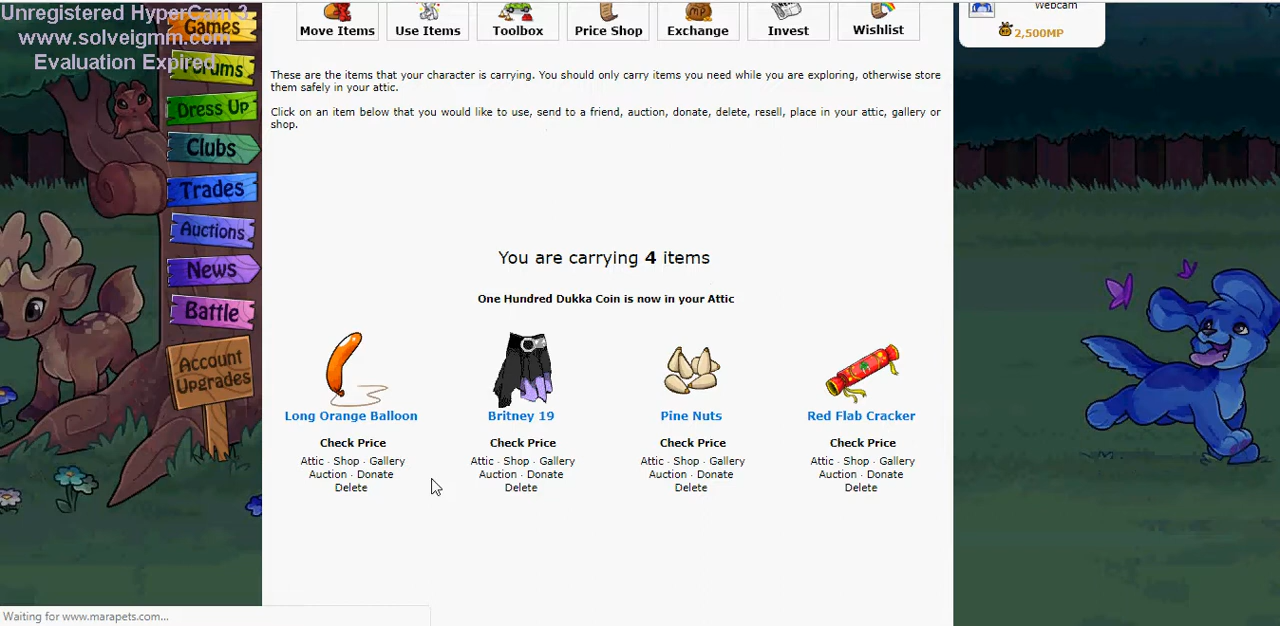 Unregistered HyperCam 3
www.solveigmm.com
Evaluation Expired
Games
Forums
Dress Up
Clubs
Trades
Auctions
News
Battle
Account
Upgrades
Move Items
Use Items
Toolbox
Price Shop
MP
Exchange
Invest
Wishlist
Webcam
2,500MP
These are the items that your character is carrying. You should only carry items you need while you are exploring, otherwise store
them safely in your attic.
Click on an item below that you would like to use, send to a friend, auction, donate, delete, resell, place in your attic, gallery or
shop.
You are carrying 4 items
One Hundred Dukka Coin is now in your Attic
Long Orange Balloon
Britney 19
Pine Nuts
Red Flab Cracker
Check Price
Check Price
Check Price
Check Price
Attic · Shop · Gallery
Attic · Shop · Gallery
Attic · Shop · Gallery
Attic · Shop · Gallery
Auction · Donate
Auction · Donate
Auction · Donate
Auction · Donate
Delete
Delete
Delete
Delete
Waiting for www.marapets.com...